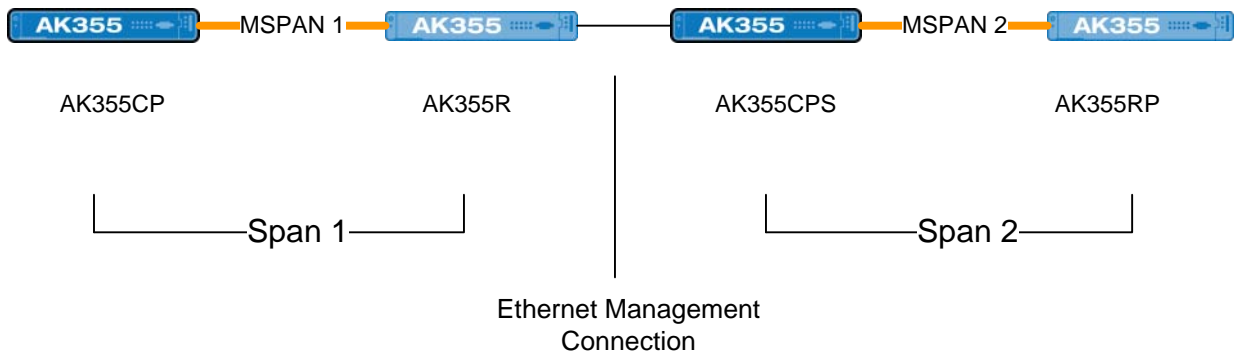 AK355 MSPAN 1 AK355 AK355 MSPAN 2 AK355
AK355CP AK355R AK355CPS AK355RP
Span 1 Span 2
Ethernet Management
Connection